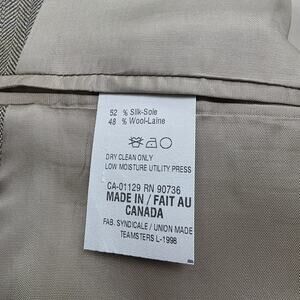 52 % Silk-Soie
48 % Wool-Laine
DRY CLEAN ONLY
LOW MOISTURE UTILITY PRESS
CA-01129 RN 90736
MADE IN / FAIT AU
CANADA
FAB. SYNDICALE / UNION MADE
TEAMSTERS L-1998